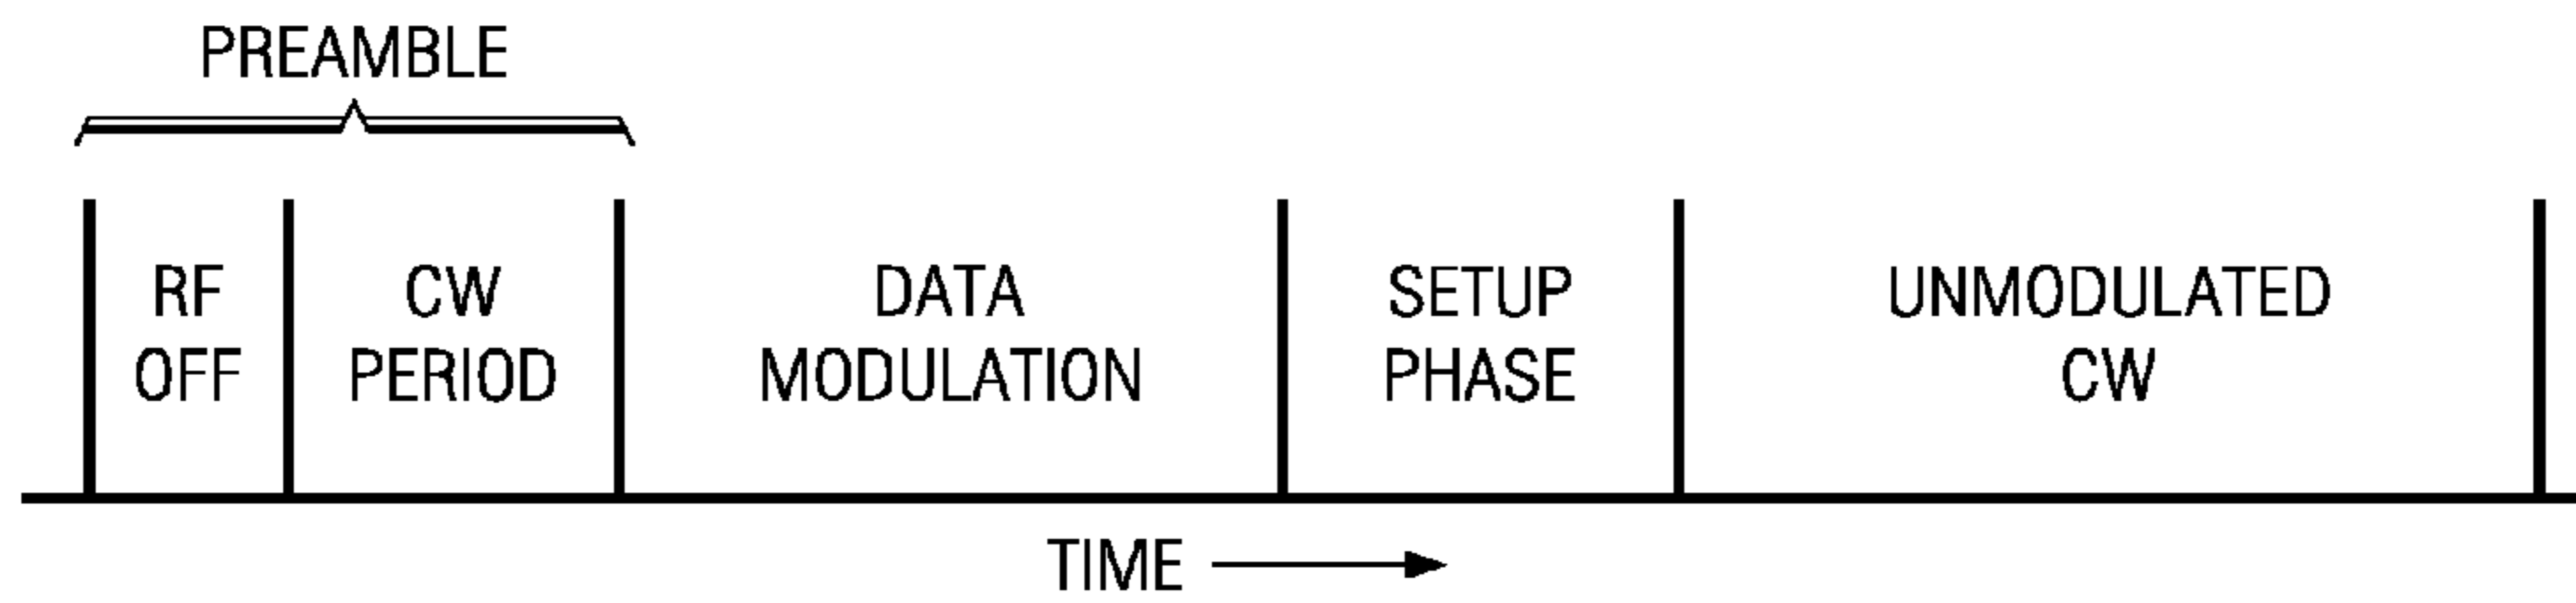 PREAMBLE
RF
OFF
CW
PERIOD
DATA
MODULATION
SETUP
PHASE
UNMODULATED
CW
TIME